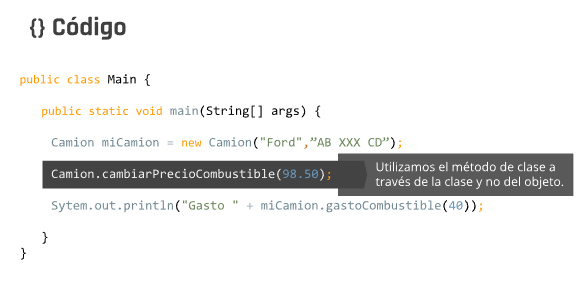 {} Código
public class Main {
public static void main(String[] args) {
Camion miCamion = new Camion("Ford",”AB XXX CD”);
Camion.cambiarPrecioCombustible(98.50);
Utilizamos el método de clase a
través de la clase y no del objeto.
Sytem.out.println("Gasto " + miCamion.gastoCombustible(40));
}
}